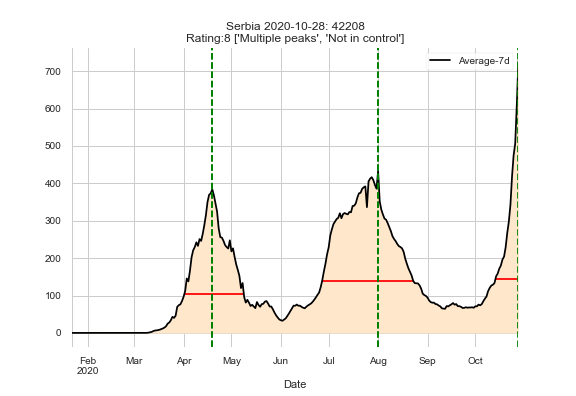 Serbia 2020-10-28: 42208
Rating:8 ['Multiple peaks', 'Not in control']
Average-7d
700
600
500
400
300
200
100
0
Feb Mar Apr May Jun Jul Aug Sep Oct
2020
Date